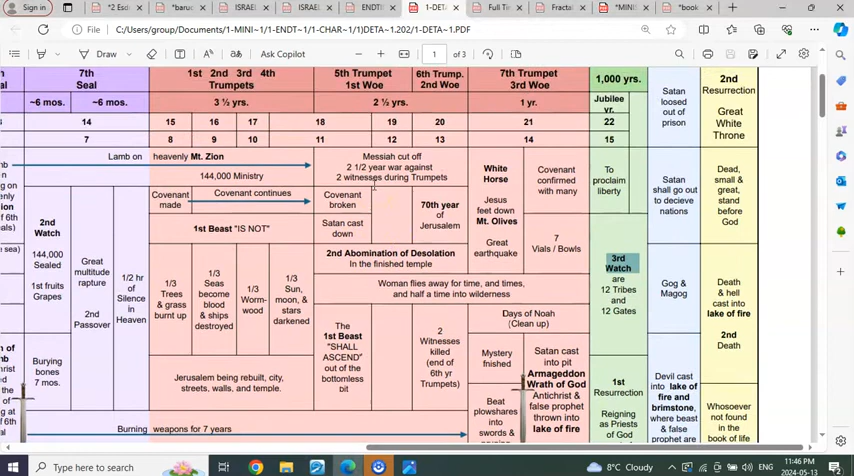 Sign in
*2 Esd
*baruc
ISRAEL
ISRAEL
ENDTIN
1-DETA
Full Tir
Fractal
*MINIS
*book
File
C:/Users/group/Documents/1-MINI~1/ENDT~1/1-CHAR~1/1)DETA~1.202/1-DETA~1.PDF
Draw
Ask Copilot
1 of 3
7th
Seal
1st 2nd 3rd 4th
Trumpets
5th Trumpet
1st Woe
6th Trump.
2nd Woe
7th Trumpet
3rd Woe
1,000 yrs.
~6 mos.
~6 mos.
3 ½ yrs.
2 ½ yrs.
1 yr.
Jubilee
yr.
14
15
16
17
18
19
20
21
22
7
8
9
10
11
12
13
14
15
Satan
loosed
out of
prison
2nd
Resurrection
Great
White
Throne
Lamb on heavenly Mt. Zion
144,000 Ministry
Messiah cut off
2 1/2 year war against
2 witnesses during Trumpets
White
Horse
Jesus
feet down
Mt. Olives
Great
earthquake
Covenant
confirmed
with many
7
Vials / Bowls
To
proclaim
liberty
Satan
shall go
out to
decieve
nations
Dead,
small &
great,
stand
before
God
Covenant
made
Covenant continues
Covenant
broken
Satan cast
down
70th year
of
Jerusalem
1st Beast "IS NOT"
2nd Abomination of Desolation
In the finished temple
2nd
Watch
144,000
Sealed
1st fruits
Grapes
Great
multitude
rapture
2nd
Passover
1/2 hr
of
Silence
in
Heaven
1/3
Trees
& grass
burnt up
1/3
Seas
become
blood
& ships
destroyed
1/3
Worm-
wood
1/3
Sun,
moon, &
stars
darkened
Woman flies away for time, and times,
and half a time into wilderness
3rd
Watch
are
12 Tribes
and
12 Gates
Gog &
Magog
Death
& hell
cast into
lake of fire
2nd
Death
Days of Noah
(Clean up)
The
1st Beast
"SHALL
ASCEND"
out of the
bottomless
bit
2
Witnesses
killed
(end of
6th yr
Trumpets)
Mystery
fnished
Satan cast
into pit
Armageddon
Wrath of God
Antichrist &
false prophet
thrown into
lake of fire
Burying
bones
7 mos.
Jerusalem being rebuilt, city,
streets, walls, and temple.
1st
Resurrection
Reigning
as Priests
of God
Devil cast
into lake of
fire and
brimstone,
where beast
& false
prophet are
Beat
plowshares
into
swords &
Whosoever
not found
in the
book of life
Burning weapons for 7 years
Type here to search
8°C Cloudy
ENG
11:46 PM
2024-05-13